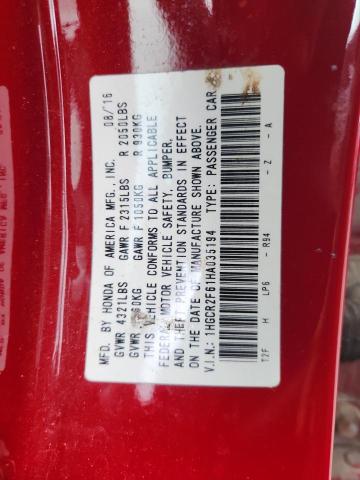 MFD. BY HONDA OF AMERICA MFG., INC. 08/16
GVWR 4321LBS GAWR F 2315LBS R 2050LBS
GVWR GAWR F 1050KG R 930KG
THIS VEHICLE CONFORMS TO ALL APPLICABLE
FEDERAL MOTOR VEHICLE SAFETY, BUMPER,
AND THEFT PREVENTION STANDARDS IN EFFECT
ON THE DATE OF MANUFACTURE SHOWN ABOVE.
V.I.N.: 1HGCR2F61HA035194 TYPE: PASSENGER CAR
T2F H LP6 - R94 - Z - A